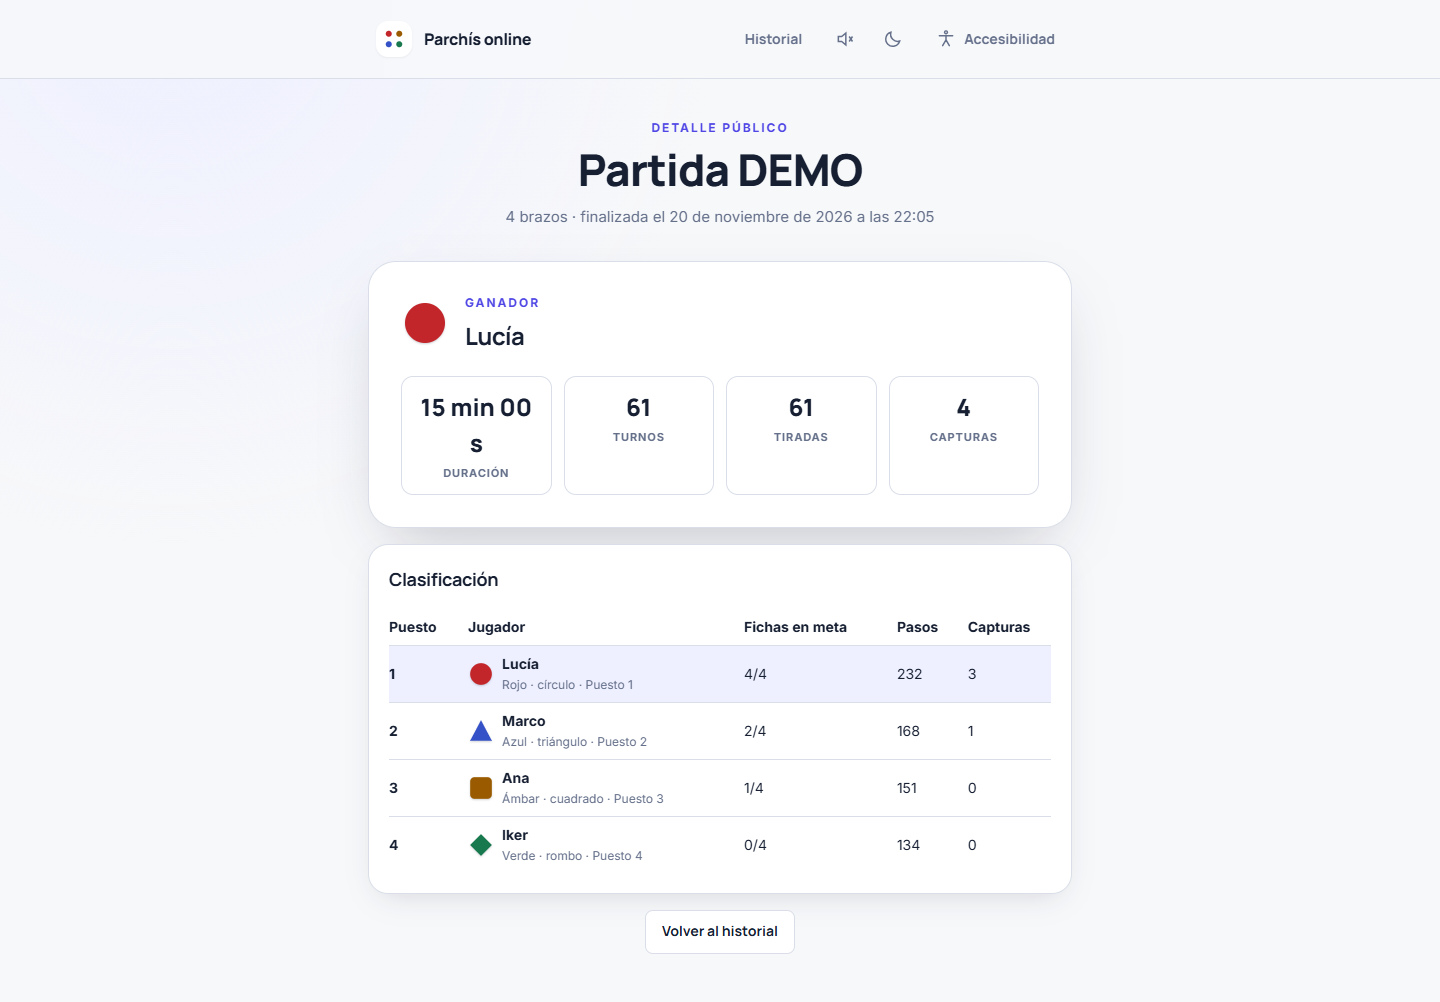 Parchís online
Historial
Accesibilidad
DETALLE PÚBLICO
Partida DEMO
4 brazos · finalizada el 20 de noviembre de 2026 a las 22:05
GANADOR
Lucía
15 min 00
s
DURACIÓN
61
TURNOS
61
TIRADAS
4
CAPTURAS
Clasificación
Puesto Jugador Fichas en meta Pasos Capturas
1 Lucía 4/4 232 3
Rojo · círculo · Puesto 1
2 Marco 2/4 168 1
Azul · triángulo · Puesto 2
3 Ana 1/4 151 0
Ámbar · cuadrado · Puesto 3
4 Iker 0/4 134 0
Verde · rombo · Puesto 4
Volver al historial